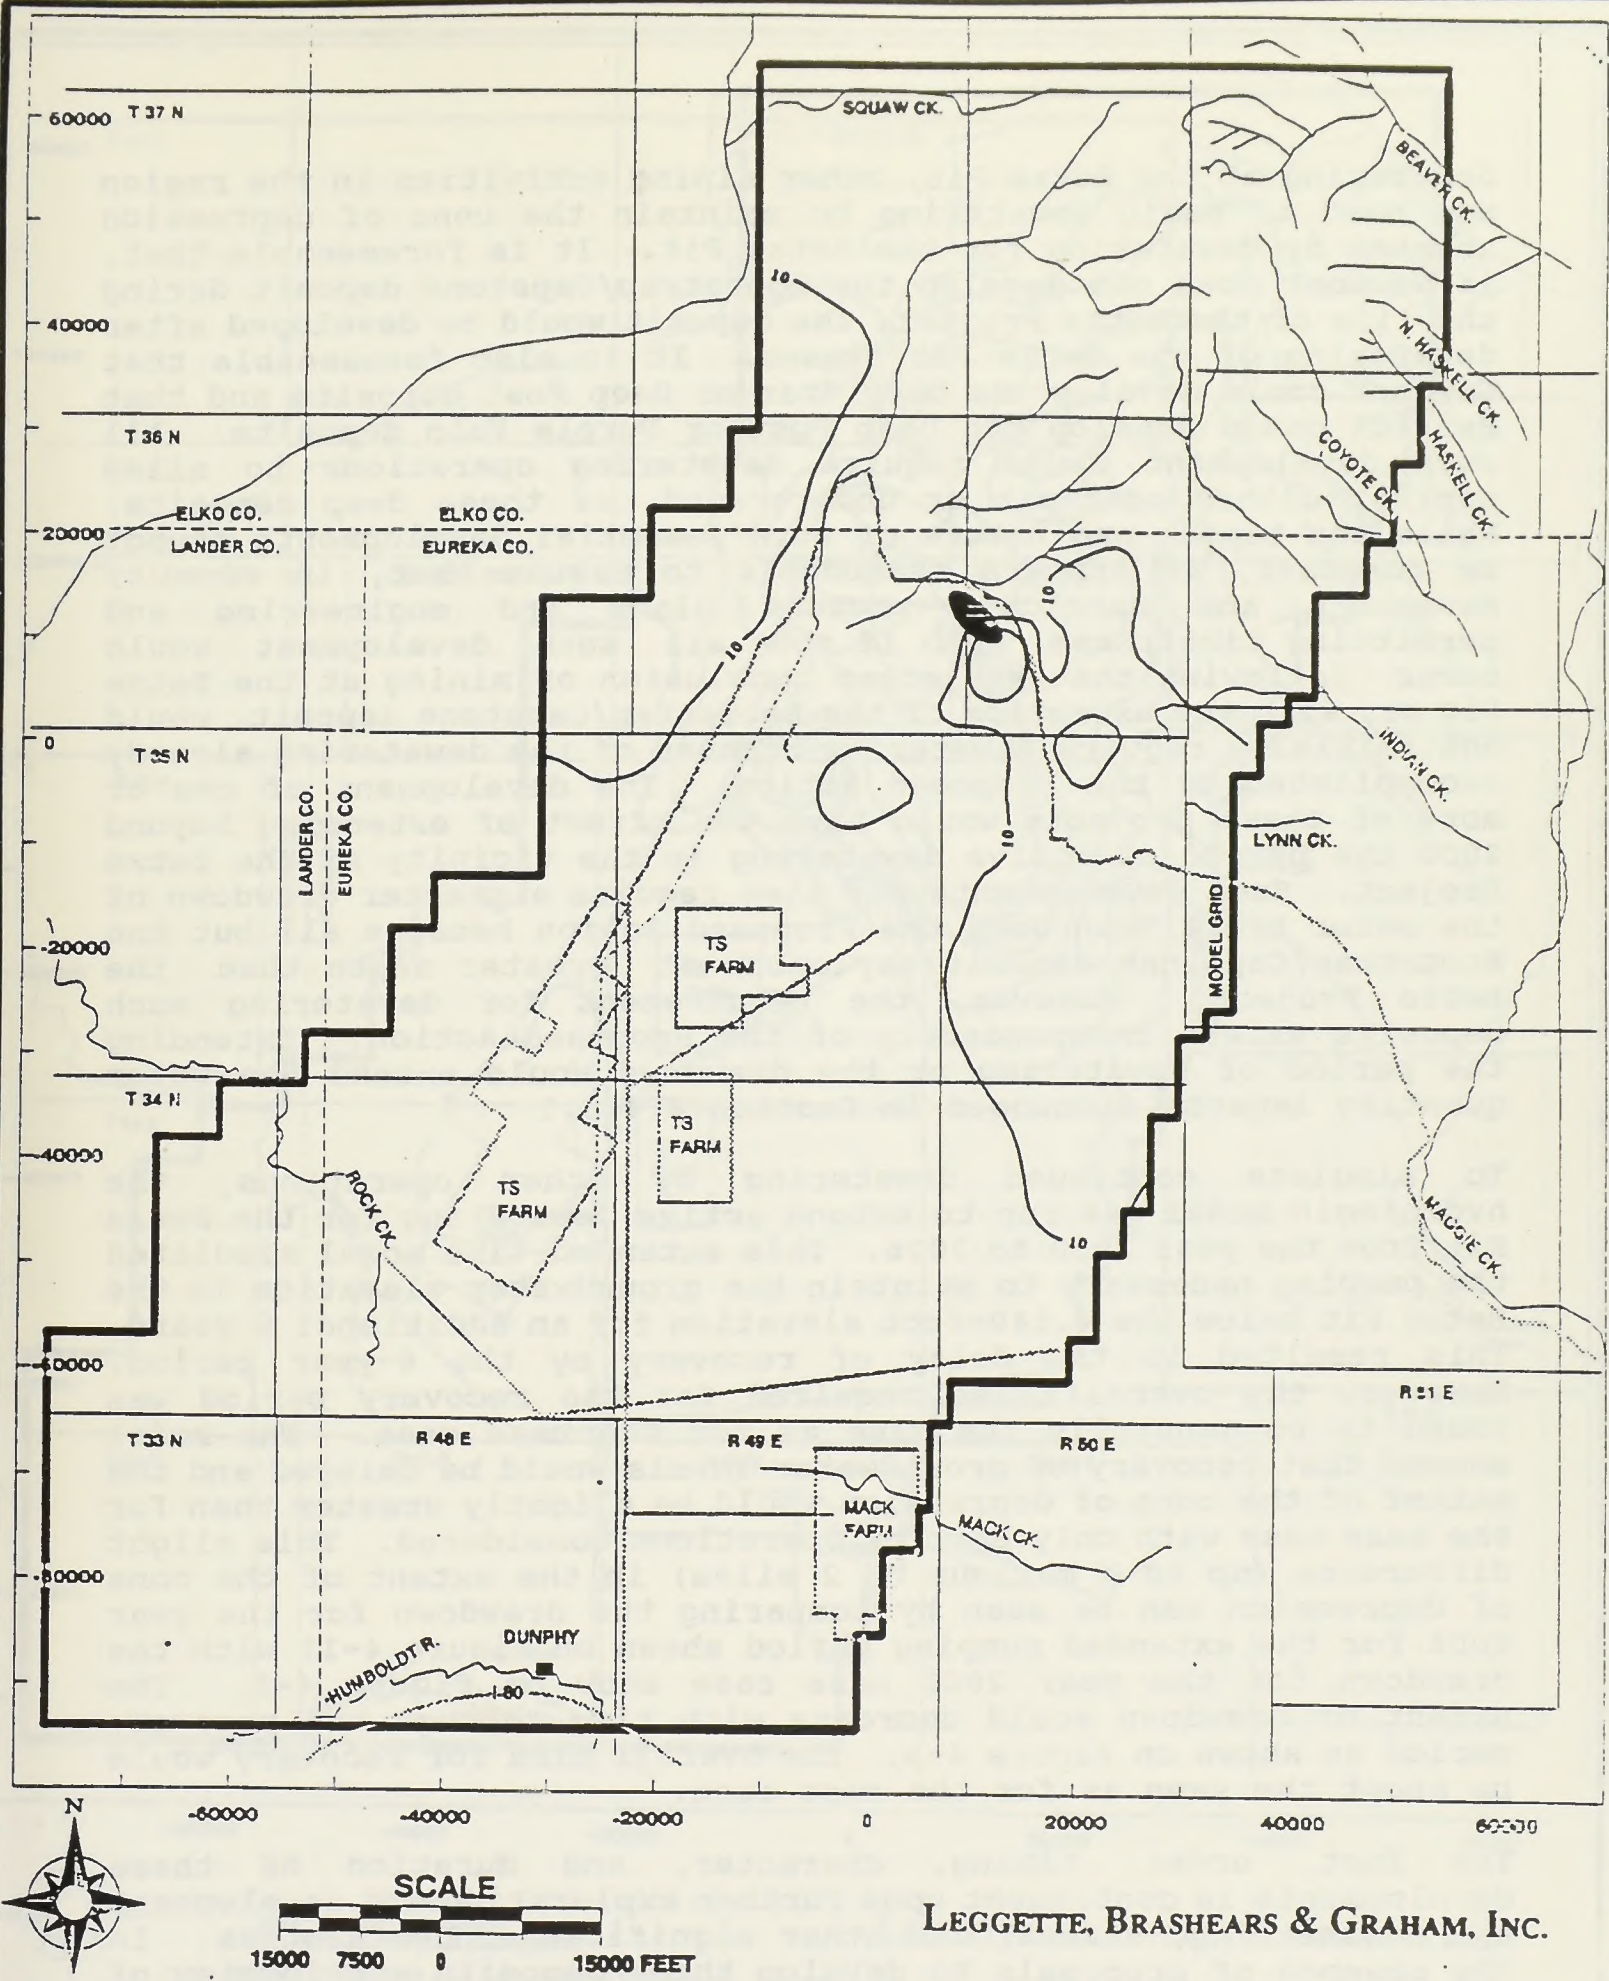 60000
T 37 N
SQUAW CK.
BEAVER CK.
10
40000
N. HASKELL CK.
T 36 N
COYOTE CK.
HASKELL CK.
ELKO CO.
ELKO CO.
20000
LANDER CO.
EUREKA CO.
10
10
0
T 35 N
INDIAN CK.
LANDER CO.
EUREKA CO.
10
LYNN CK.
MODEL GRID
-20000
TS
FARM
T 34 N
TS
FARM
-40000
ROCK CK.
TS
FARM
MAGGIE CK.
10
-60000
R 51 E
T 33 N
R 48 E
R 49 E
R 50 E
MACK
FARM
MACK CK.
-80000
DUNPHY
HUMBOLDT R.
I-80
-60000
-40000
-20000
0
20000
40000
60000
N
SCALE
15000 7500 0 15000 FEET
LEGGETTE, BRASHEARS & GRAHAM, INC.